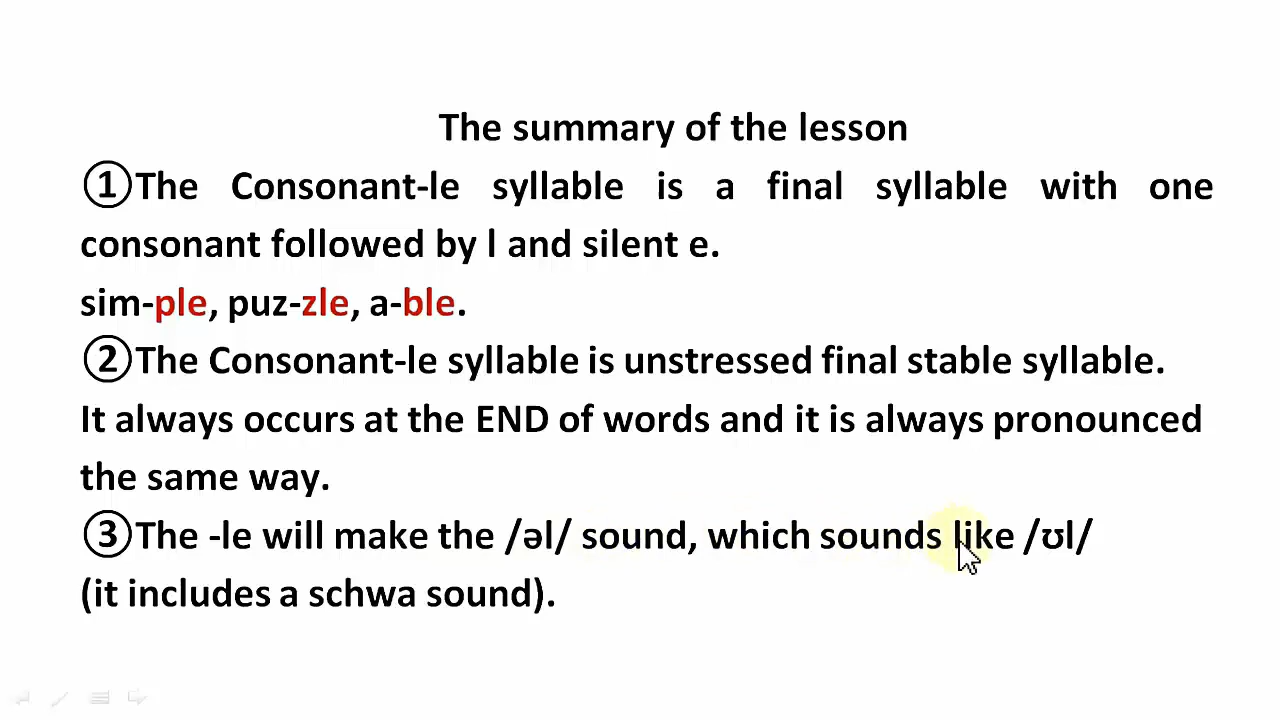 The summary of the lesson
①The Consonant-le syllable is a final syllable with one
consonant followed by l and silent e.
sim-ple, puz-zle, a-ble.
②The Consonant-le syllable is unstressed final stable syllable.
It always occurs at the END of words and it is always pronounced
the same way.
③The -le will make the /əl/ sound, which sounds like /ʊl/
(it includes a schwa sound).